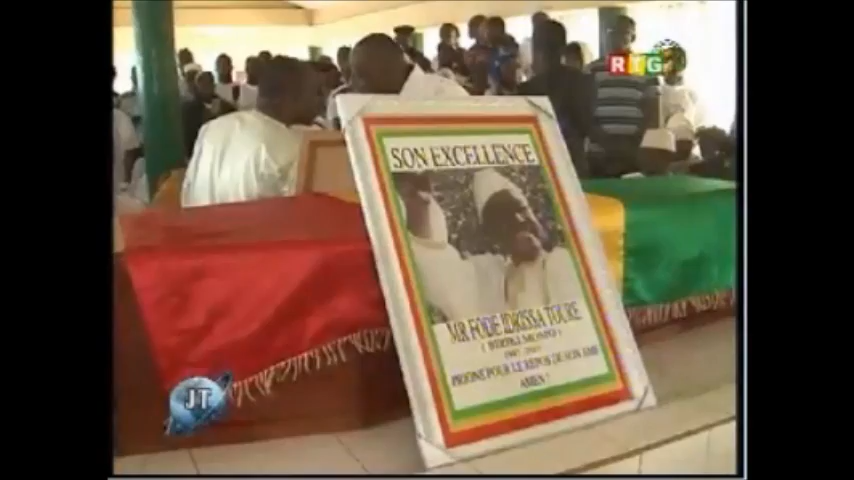 RTG
SON EXCELLENCE
MR FODE IDRISSA TOURE
PRIONS POUR LE REPOS DE SON AME
AMEN !
JT